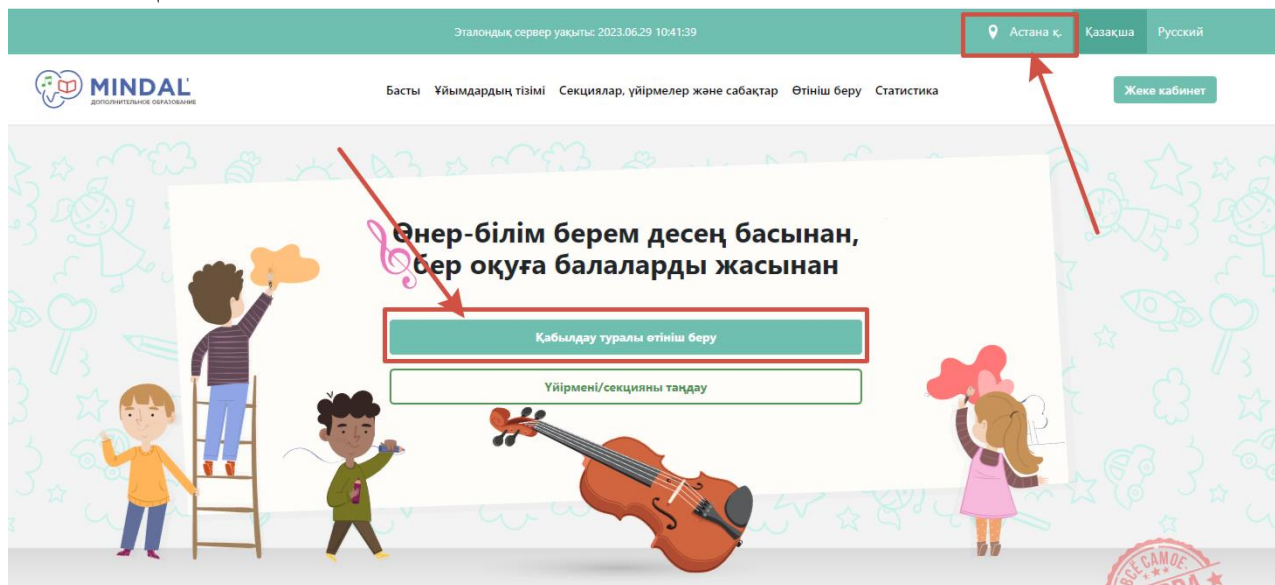 Эталондық сервер уақыты: 2023.06.29 10:41:39
Астана қ.
Қазақша
Русский
MINDAL
ДОПОЛНИТЕЛЬНОЕ ОБРАЗОВАНИЕ
Басты Ұйымдардың тізімі Секциялар, үйірмелер және сабақтар Өтініш беру Статистика
Жеке кабинет
Өнер-білім берем десең басынан,
бер оқуға балаларды жасынан
Қабылдау туралы өтініш беру
Үйірмені/секцияны таңдау
ВСЁ САМОЕ